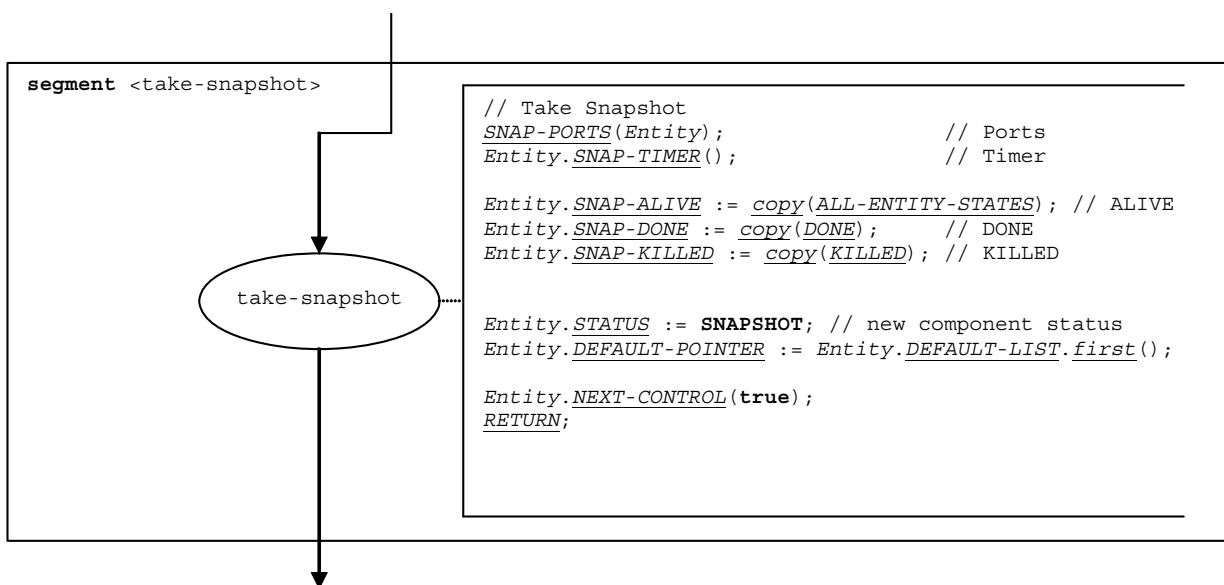 segment <take-snapshot>
// Take Snapshot
SNAP-PORTS(Entity); // Ports
Entity.SNAP-TIMER(); // Timer
Entity.SNAP-ALIVE := copy(ALL-ENTITY-STATES); // ALIVE
Entity.SNAP-DONE := copy(DONE); // DONE
Entity.SNAP-KILLED := copy(KILLED); // KILLED
take-snapshot
Entity.STATUS := SNAPSHOT; // new component status
Entity.DEFAULT-POINTER := Entity.DEFAULT-LIST.first();
Entity.NEXT-CONTROL(true);
RETURN;